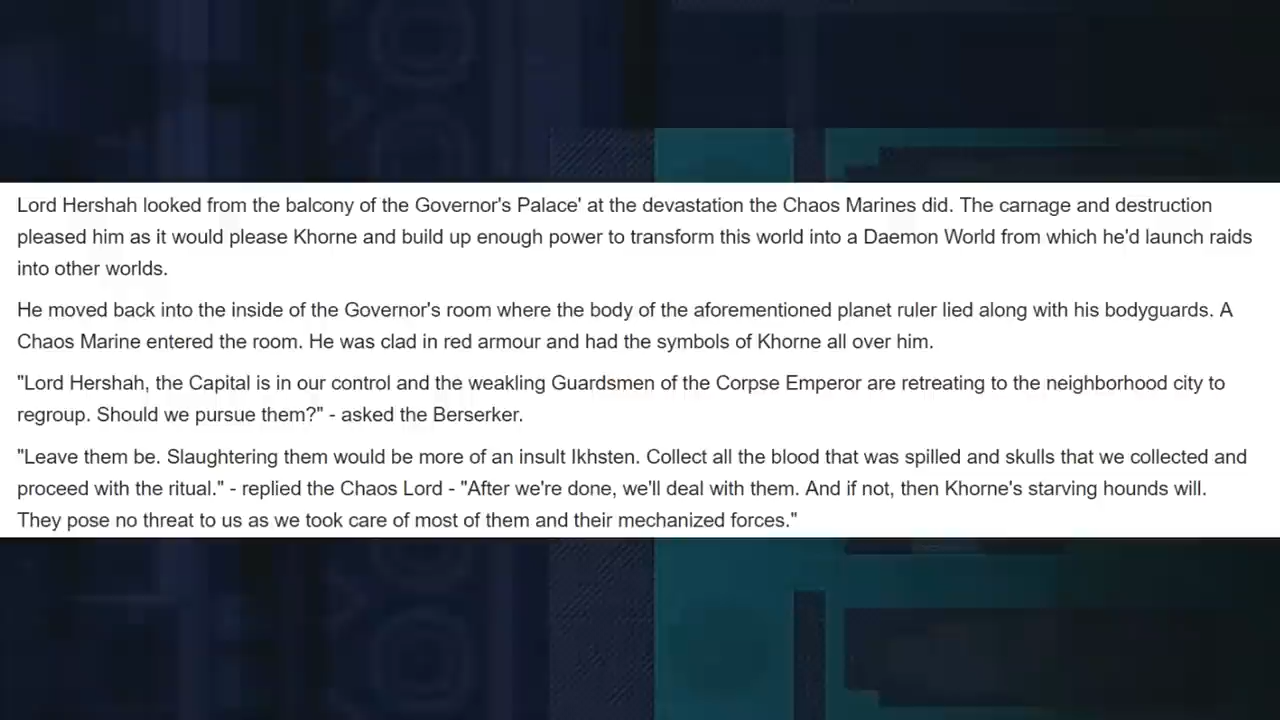 Lord Hershah looked from the balcony of the Governor's Palace' at the devastation the Chaos Marines did. The carnage and destruction
pleased him as it would please Khorne and build up enough power to transform this world into a Daemon World from which he'd launch raids
into other worlds.
He moved back into the inside of the Governor's room where the body of the aforementioned planet ruler lied along with his bodyguards. A
Chaos Marine entered the room. He was clad in red armour and had the symbols of Khorne all over him.
"Lord Hershah, the Capital is in our control and the weakling Guardsmen of the Corpse Emperor are retreating to the neighborhood city to
regroup. Should we pursue them?" - asked the Berserker.
"Leave them be. Slaughtering them would be more of an insult Ikhsten. Collect all the blood that was spilled and skulls that we collected and
proceed with the ritual." - replied the Chaos Lord - "After we're done, we'll deal with them. And if not, then Khorne's starving hounds will.
They pose no threat to us as we took care of most of them and their mechanized forces."